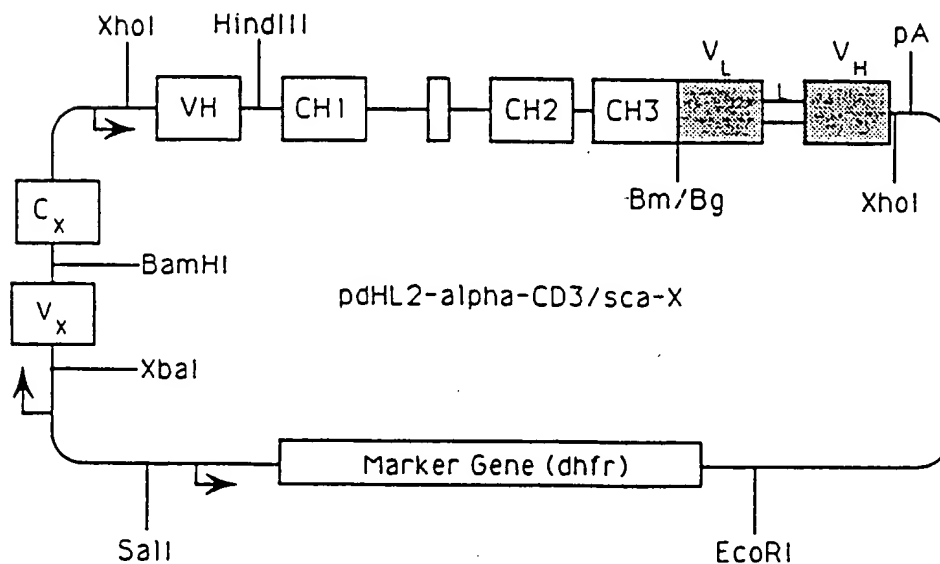 XhoI HindIII pA
VL VH
VH CH1 CH2 CH3 L
Bm/Bg XhoI
Cx
BamHI
pdHL2-alpha-CD3/sca-X
Vx
XbaI
Marker Gene (dhfr)
SalI EcoRI